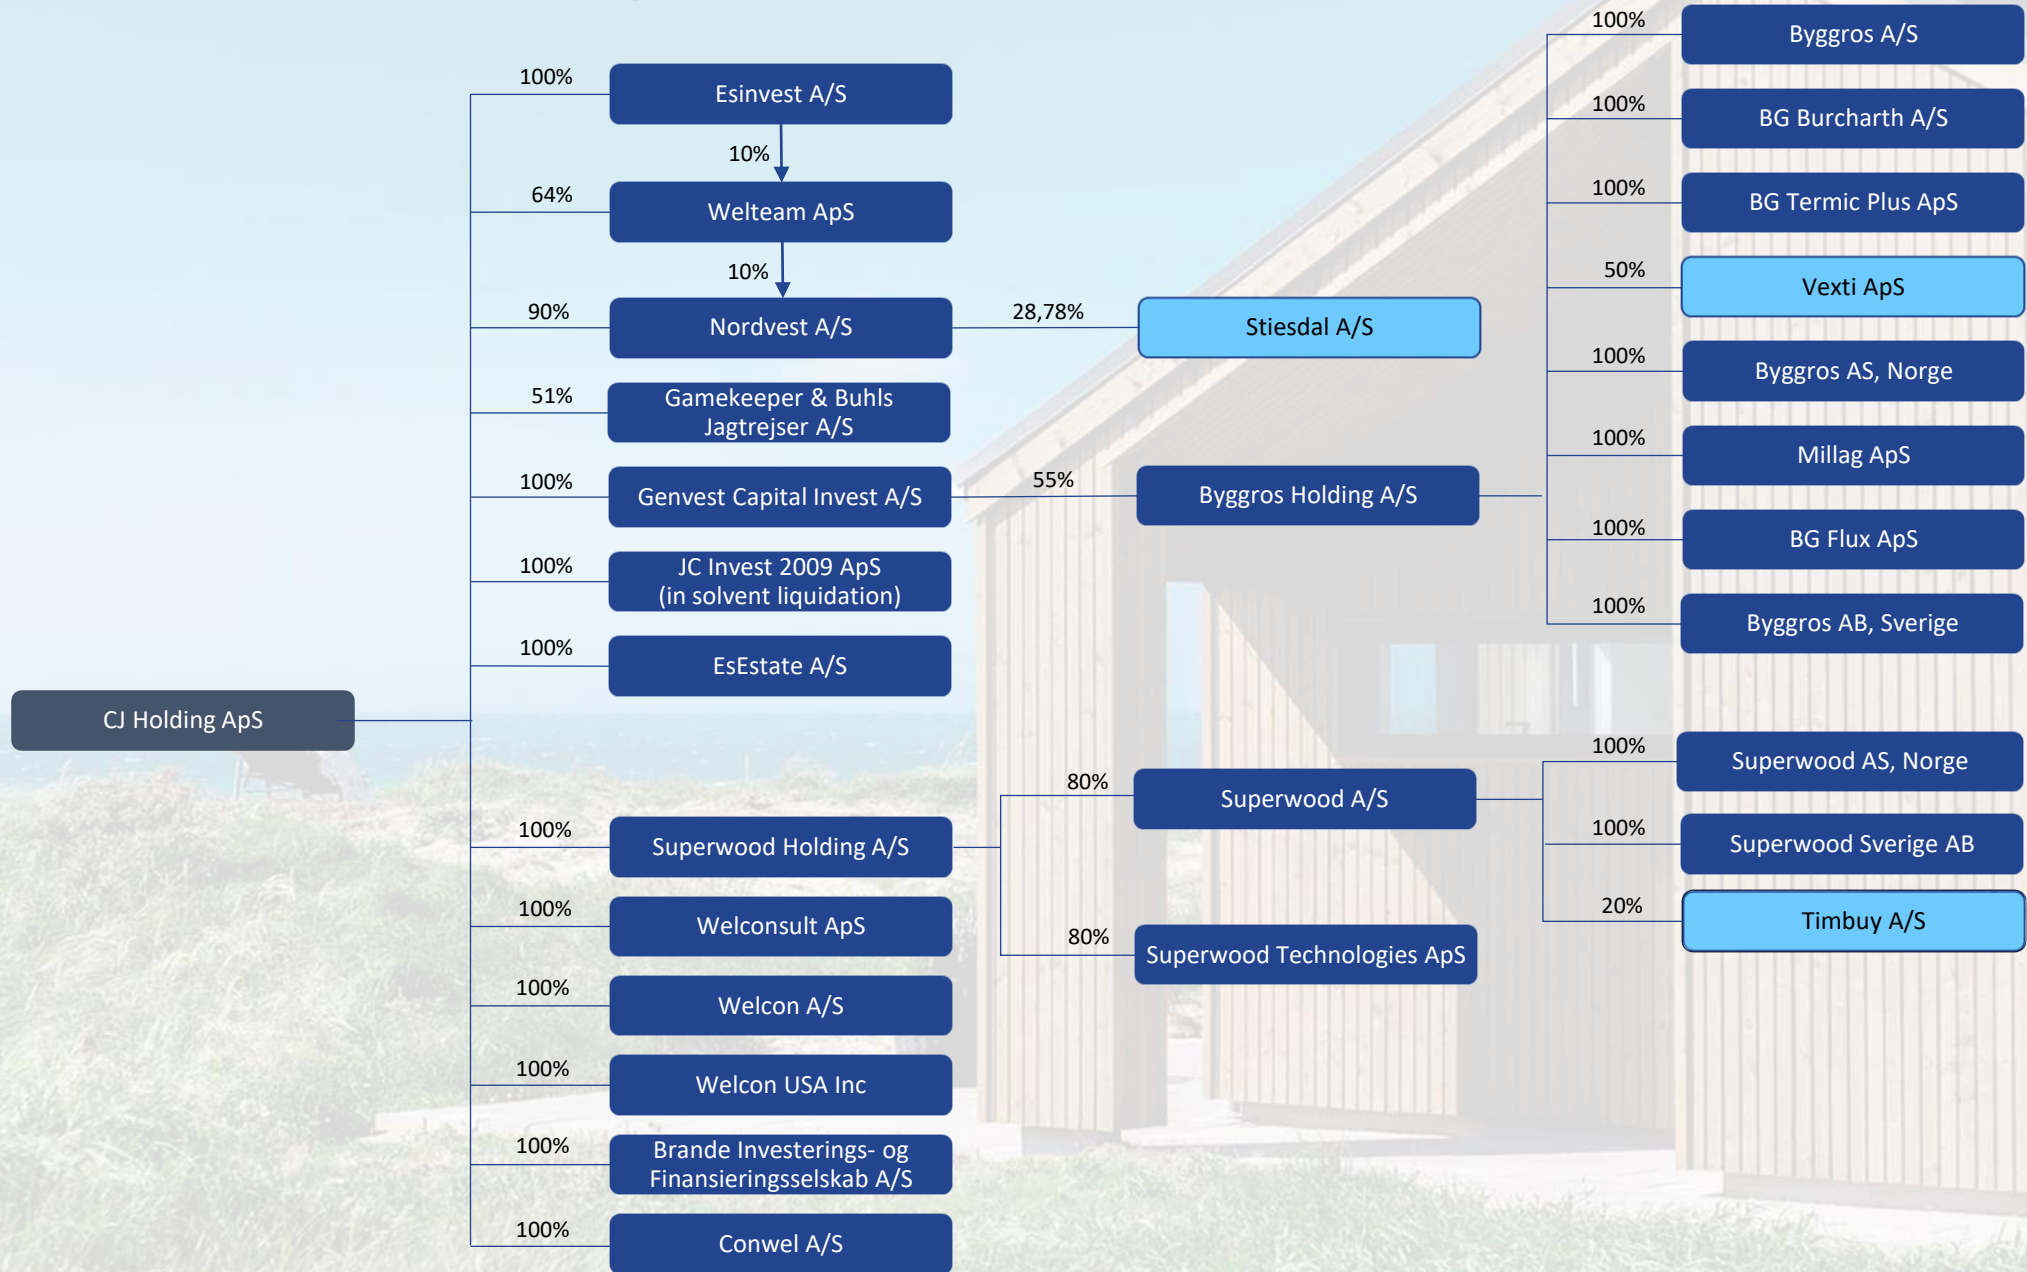 CJ Holding ApS
100%
Esinvest A/S
10%
64%
Welteam ApS
10%
90%
Nordvest A/S
28,78%
Stiesdal A/S
51%
Gamekeeper & Buhls
Jagtrejser A/S
100%
Genvest Capital Invest A/S
55%
Byggros Holding A/S
100%
Byggros A/S
100%
BG Burcharth A/S
100%
BG Termic Plus ApS
50%
Vexti ApS
100%
Byggros AS, Norge
100%
Millag ApS
100%
BG Flux ApS
100%
Byggros AB, Sverige
100%
JC Invest 2009 ApS
(in solvent liquidation)
100%
EsEstate A/S
100%
Superwood Holding A/S
80%
Superwood A/S
100%
Superwood AS, Norge
100%
Superwood Sverige AB
20%
Timbuy A/S
80%
Superwood Technologies ApS
100%
Welconsult ApS
100%
Welcon A/S
100%
Welcon USA Inc
100%
Brande Investerings- og
Finansieringsselskab A/S
100%
Conwel A/S